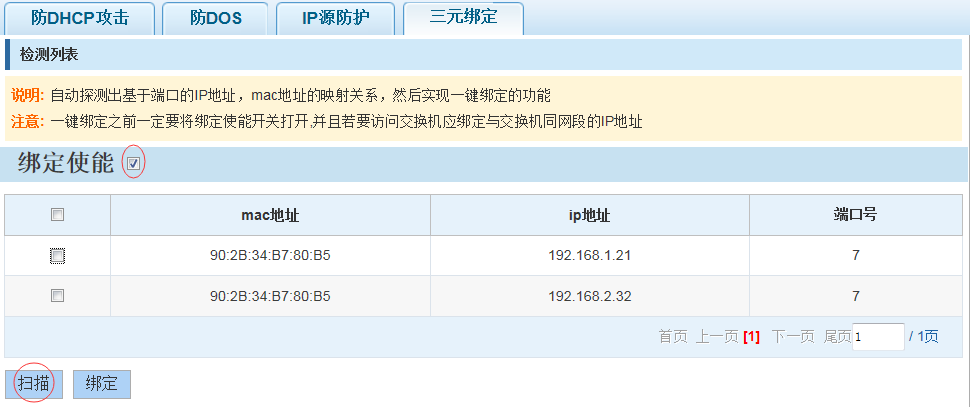 防DHCP攻击 防DOS IP源防护 三元绑定
检测列表
说明: 自动探测出基于端口的IP地址，mac地址的映射关系，然后实现一键绑定的功能
注意: 一键绑定之前一定要将绑定使能开关打开,并且若要访问交换机应绑定与交换机同网段的IP地址
绑定使能
mac地址 ip地址 端口号
90:2B:34:B7:80:B5 192.168.1.21 7
90:2B:34:B7:80:B5 192.168.2.32 7
首页 上一页 [1] 下一页 尾页 1 / 1页
扫描 绑定